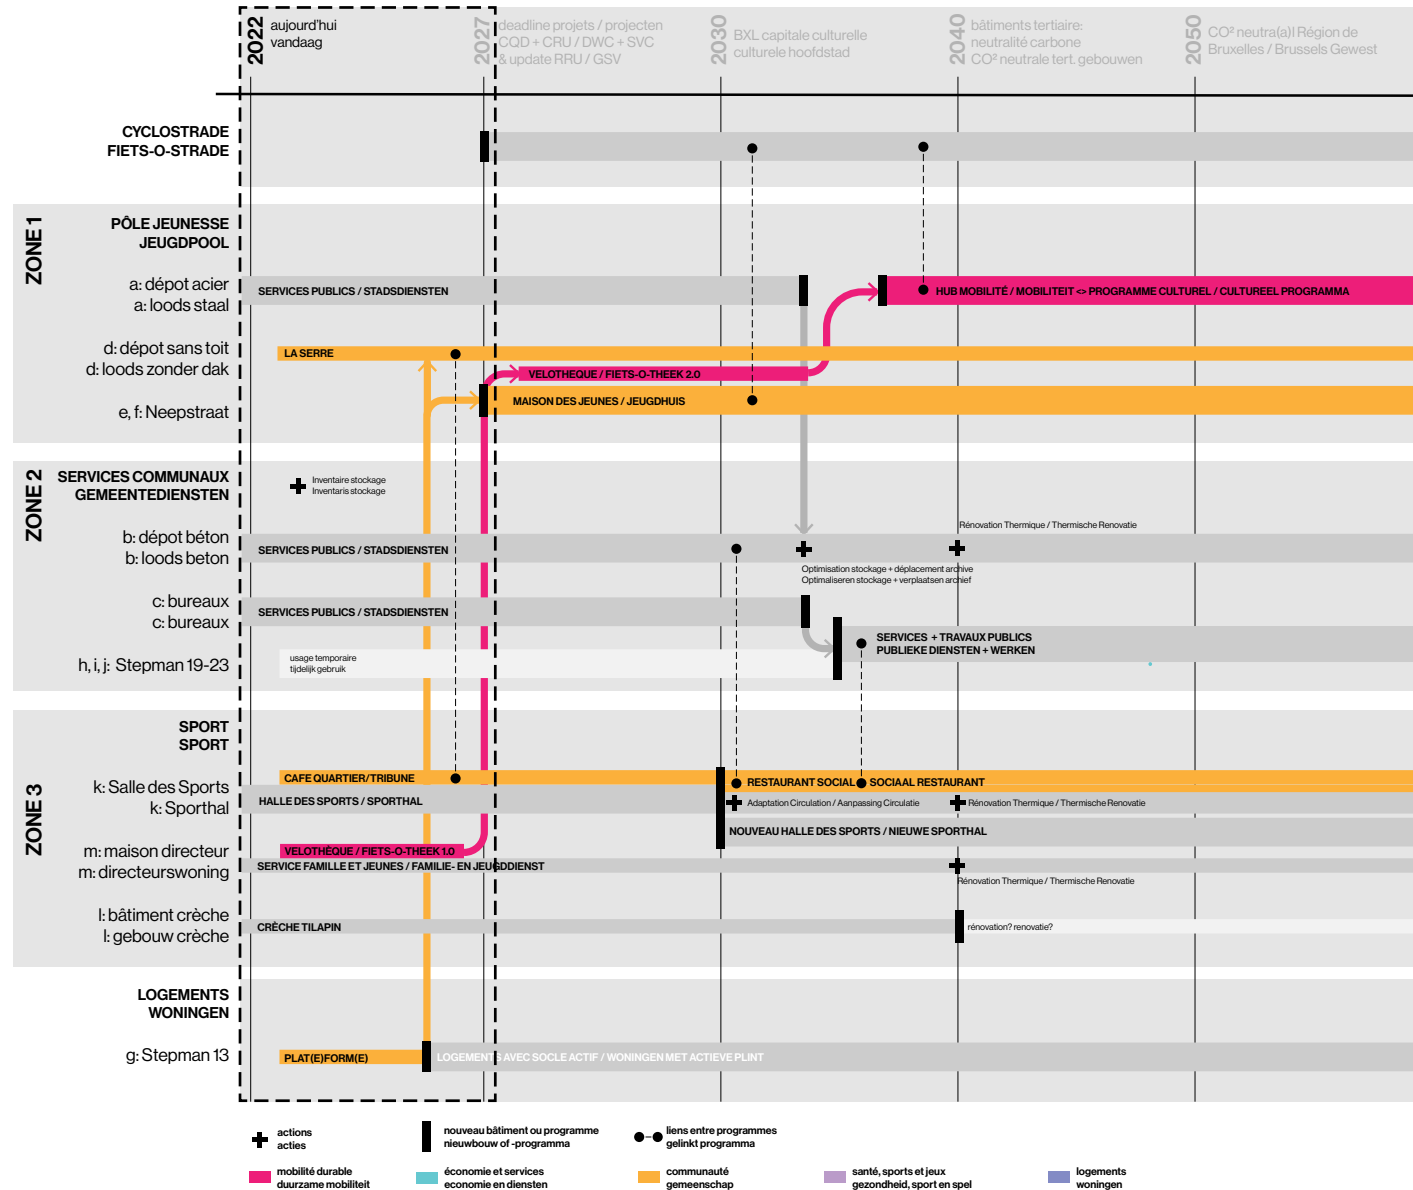 2022
aujourd'hui
vandaag
2027
deadline projets / projecten
CQD + CRU / DWC + SVC
& update RRU / GSV
2030
BXL capitale culturelle
culturele hoofdstad
2040
bâtiments tertiaire:
neutralité carbone
CO² neutrale tert. gebouwen
2050
CO² neutra(a)l Région de
Bruxelles / Brussels Gewest
CYCLOSTRADE
FIETS-O-STRADE
ZONE 1
PÔLE JEUNESSE
JEUGDPOOL
a: dépot acier
a: loods staal
SERVICES PUBLICS / STADSDIENSTEN
HUB MOBILITÉ / MOBILITEIT <> PROGRAMME CULTUREL / CULTUREEL PROGRAMMA
d: dépot sans toit
d: loods zonder dak
LA SERRE
VELOTHEQUE / FIETS-O-THEEK 2.0
e, f: Neepstraat
MAISON DES JEUNES / JEUGDHUIS
ZONE 2
SERVICES COMMUNAUX
GEMEENTEDIENSTEN
Inventaire stockage
Inventaris stockage
b: dépot béton
b: loods beton
SERVICES PUBLICS / STADSDIENSTEN
Rénovation Thermique / Thermische Renovatie
Optimisation stockage + déplacement archive
Optimaliseren stockage + verplaatsen archief
c: bureaux
c: bureaux
SERVICES PUBLICS / STADSDIENSTEN
SERVICES + TRAVAUX PUBLICS
PUBLIEKE DIENSTEN + WERKEN
h, i, j: Stepman 19-23
usage temporaire
tijdelijk gebruik
ZONE 3
SPORT
SPORT
k: Salle des Sports
k: Sporthal
CAFE QUARTIER/TRIBUNE
RESTAURANT SOCIAL
SOCIAAL RESTAURANT
HALLE DES SPORTS / SPORTHAL
Adaptation Circulation / Aanpassing Circulatie
Rénovation Thermique / Thermische Renovatie
NOUVEAU HALLE DES SPORTS / NIEUWE SPORTHAL
m: maison directeur
m: directeurswoning
VELOTHÈQUE / FIETS-O-THEEK 1.0
SERVICE FAMILLE ET JEUNES / FAMILIE- EN JEUGDDIENST
Rénovation Thermique / Thermische Renovatie
l: bâtiment crèche
l: gebouw crèche
CRÈCHE TILAPIN
rénovation? renovatie?
LOGEMENTS
WONINGEN
g: Stepman 13
PLAT(E)FORM(E)
LOGEMENTS AVEC SOCLE ACTIF / WONINGEN MET ACTIEVE PLINT
actions
acties
nouveau bâtiment ou programme
nieuwbouw of -programma
liens entre programmes
gelinkt programma
mobilité durable
duurzame mobiliteit
économie et services
economie en diensten
communauté
gemeenschap
santé, sports et jeux
gezondheid, sport en spel
logements
woningen